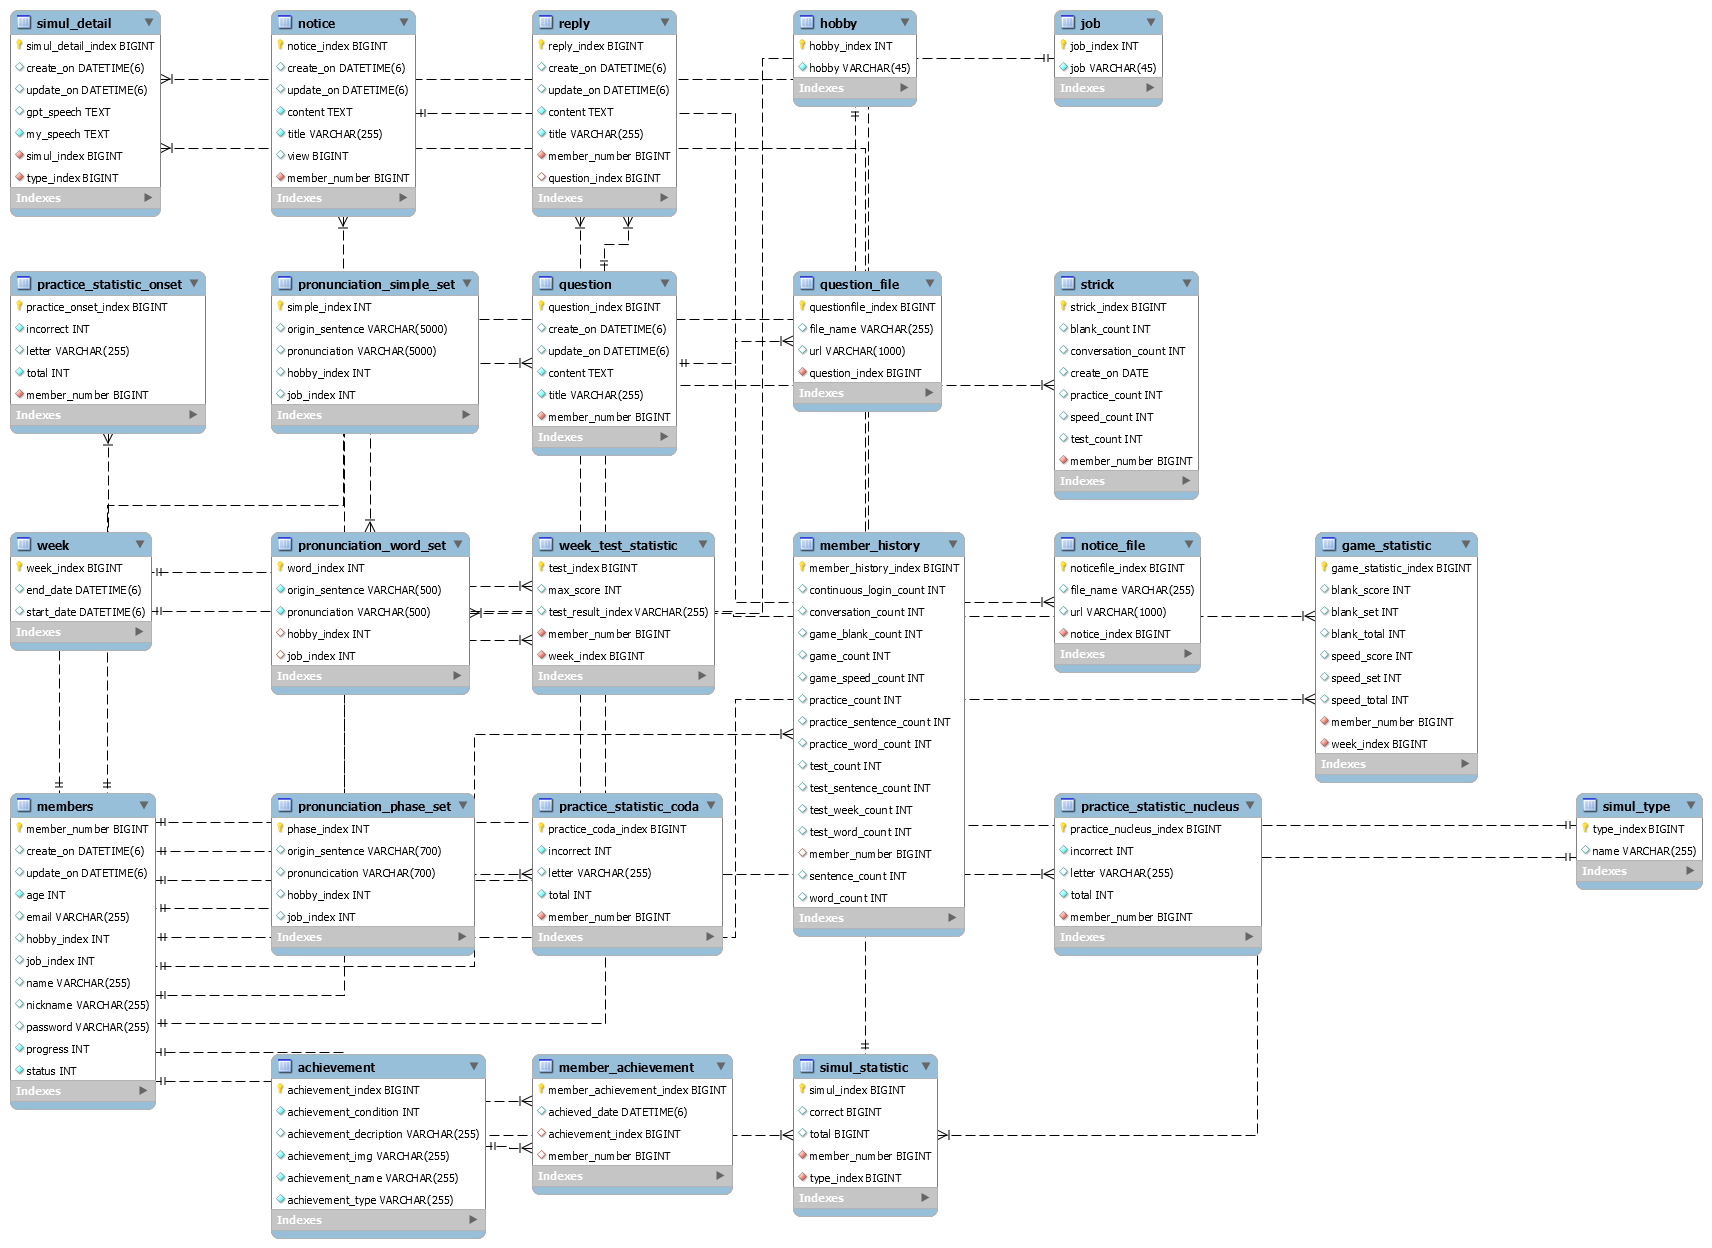 simul_detail
simul_detail_index BIGINT
create_on DATETIME(6)
update_on DATETIME(6)
gpt_speech TEXT
my_speech TEXT
simul_index BIGINT
type_index BIGINT
Indexes
notice
notice_index BIGINT
create_on DATETIME(6)
update_on DATETIME(6)
content TEXT
title VARCHAR(255)
view BIGINT
member_number BIGINT
Indexes
reply
reply_index BIGINT
create_on DATETIME(6)
update_on DATETIME(6)
content TEXT
title VARCHAR(255)
member_number BIGINT
question_index BIGINT
Indexes
hobby
hobby_index INT
hobby VARCHAR(45)
Indexes
job
job_index INT
job VARCHAR(45)
Indexes
practice_statistic_onset
practice_onset_index BIGINT
incorrect INT
letter VARCHAR(255)
total INT
member_number BIGINT
Indexes
pronunciation_simple_set
simple_index INT
origin_sentence VARCHAR(5000)
pronunciation VARCHAR(5000)
hobby_index INT
job_index INT
Indexes
question
question_index BIGINT
create_on DATETIME(6)
update_on DATETIME(6)
content TEXT
title VARCHAR(255)
member_number BIGINT
Indexes
question_file
questionfile_index BIGINT
file_name VARCHAR(255)
url VARCHAR(1000)
question_index BIGINT
Indexes
strick
strick_index BIGINT
blank_count INT
conversation_count INT
create_on DATE
practice_count INT
speed_count INT
test_count INT
member_number BIGINT
Indexes
week
week_index BIGINT
end_date DATETIME(6)
start_date DATETIME(6)
Indexes
pronunciation_word_set
word_index INT
origin_sentence VARCHAR(500)
pronunciation VARCHAR(500)
hobby_index INT
job_index INT
Indexes
week_test_statistic
test_index BIGINT
max_score INT
test_result_index VARCHAR(255)
member_number BIGINT
week_index BIGINT
Indexes
member_history
member_history_index BIGINT
continuous_login_count INT
conversation_count INT
game_blank_count INT
game_count INT
game_speed_count INT
practice_count INT
practice_sentence_count INT
practice_word_count INT
test_count INT
test_sentence_count INT
test_week_count INT
test_word_count INT
member_number BIGINT
sentence_count INT
word_count INT
Indexes
notice_file
noticefile_index BIGINT
file_name VARCHAR(255)
url VARCHAR(1000)
notice_index BIGINT
Indexes
game_statistic
game_statistic_index BIGINT
blank_score INT
blank_set INT
blank_total INT
speed_score INT
speed_set INT
speed_total INT
member_number BIGINT
week_index BIGINT
Indexes
members
member_number BIGINT
create_on DATETIME(6)
update_on DATETIME(6)
age INT
email VARCHAR(255)
hobby_index INT
job_index INT
name VARCHAR(255)
nickname VARCHAR(255)
password VARCHAR(255)
progress INT
status INT
Indexes
pronunciation_phase_set
phase_index INT
origin_sentence VARCHAR(700)
pronuncication VARCHAR(700)
hobby_index INT
job_index INT
Indexes
practice_statistic_coda
practice_coda_index BIGINT
incorrect INT
letter VARCHAR(255)
total INT
member_number BIGINT
Indexes
practice_statistic_nucleus
practice_nucleus_index BIGINT
incorrect INT
letter VARCHAR(255)
total INT
member_number BIGINT
Indexes
simul_type
type_index BIGINT
name VARCHAR(255)
Indexes
achievement
achievement_index BIGINT
achievement_condition INT
achievement_decription VARCHAR(255)
achievement_img VARCHAR(255)
achievement_name VARCHAR(255)
achievement_type VARCHAR(255)
Indexes
member_achievement
member_achievement_index BIGINT
achieved_date DATETIME(6)
achievement_index BIGINT
member_number BIGINT
Indexes
simul_statistic
simul_index BIGINT
correct BIGINT
total BIGINT
member_number BIGINT
type_index BIGINT
Indexes